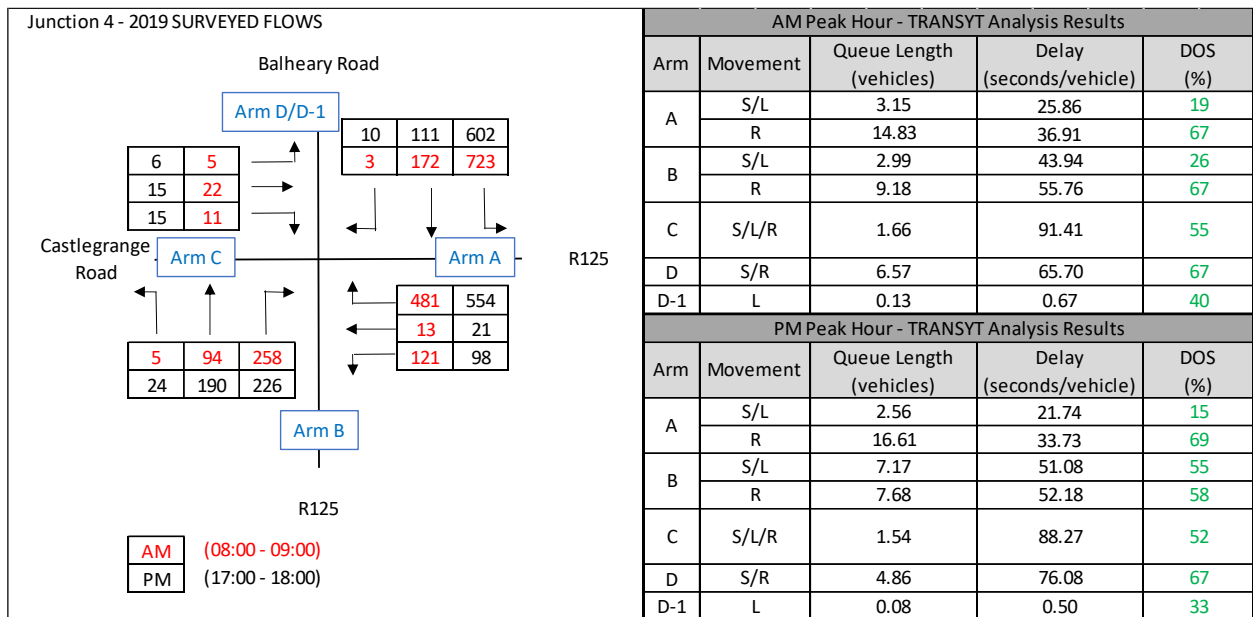 Junction 4 - 2019 SURVEYED FLOWS
Balheary Road
Arm D/D-1
10 111 602
3 172 723
6 5
15 22
15 11
Castlegrange
Road
Arm C
Arm A
R125
481 554
13 21
121 98
5 94 258
24 190 226
Arm B
R125
AM (08:00 - 09:00)
PM (17:00 - 18:00)
AM Peak Hour - TRANSYT Analysis Results
Arm Movement Queue Length (vehicles) Delay (seconds/vehicle) DOS (%)
A S/L 3.15 25.86 19
R 14.83 36.91 67
B S/L 2.99 43.94 26
R 9.18 55.76 67
C S/L/R 1.66 91.41 55
D S/R 6.57 65.70 67
D-1 L 0.13 0.67 40
PM Peak Hour - TRANSYT Analysis Results
Arm Movement Queue Length (vehicles) Delay (seconds/vehicle) DOS (%)
A S/L 2.56 21.74 15
R 16.61 33.73 69
B S/L 7.17 51.08 55
R 7.68 52.18 58
C S/L/R 1.54 88.27 52
D S/R 4.86 76.08 67
D-1 L 0.08 0.50 33